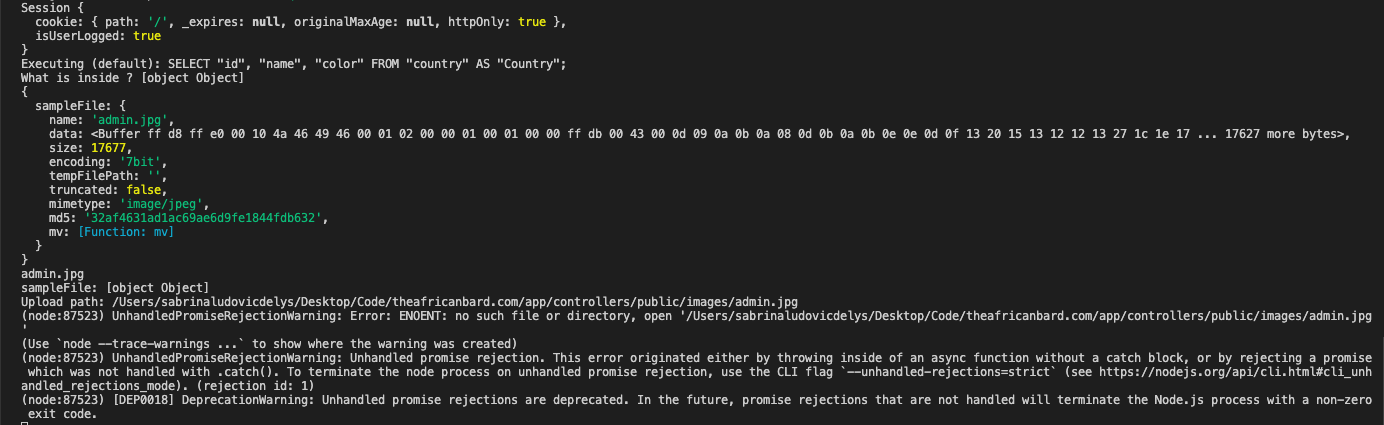 Session {
  cookie: { path: '/', _expires: null, originalMaxAge: null, httpOnly: true },
  isUserLogged: true
}
Executing (default): SELECT "id", "name", "color" FROM "country" AS "Country";
What is inside ? [object Object]
{
  sampleFile: {
    name: 'admin.jpg',
    data: <Buffer ff d8 ff e0 00 10 4a 46 49 46 00 01 02 00 00 01 00 01 00 00 ff db 00 43 00 0d 09 0a 0b 0a 08 0d 0b 0a 0b 0e 0e 0d 0f 13 20 15 13 12 12 13 27 1c 1e 17 ... 17627 more bytes>,
    size: 17677,
    encoding: '7bit',
    tempFilePath: '',
    truncated: false,
    mimetype: 'image/jpeg',
    md5: '32af4631ad1ac69ae6d9fe1844fdb632',
    mv: [Function: mv]
  }
}
admin.jpg
sampleFile: [object Object]
Upload path: /Users/sabrinaludovicdelys/Desktop/Code/theafricanbard.com/app/controllers/public/images/admin.jpg
(node:87523) UnhandledPromiseRejectionWarning: Error: ENOENT: no such file or directory, open '/Users/sabrinaludovicdelys/Desktop/Code/theafricanbard.com/app/controllers/public/images/admin.jpg
'
(Use `node --trace-warnings ...` to show where the warning was created)
(node:87523) UnhandledPromiseRejectionWarning: Unhandled promise rejection. This error originated either by throwing inside of an async function without a catch block, or by rejecting a promise
 which was not handled with .catch(). To terminate the node process on unhandled promise rejection, use the CLI flag `--unhandled-rejections=strict` (see https://nodejs.org/api/cli.html#cli_unh
andled_rejections_mode). (rejection id: 1)
(node:87523) [DEP0018] DeprecationWarning: Unhandled promise rejections are deprecated. In the future, promise rejections that are not handled will terminate the Node.js process with a non-zero
 exit code.